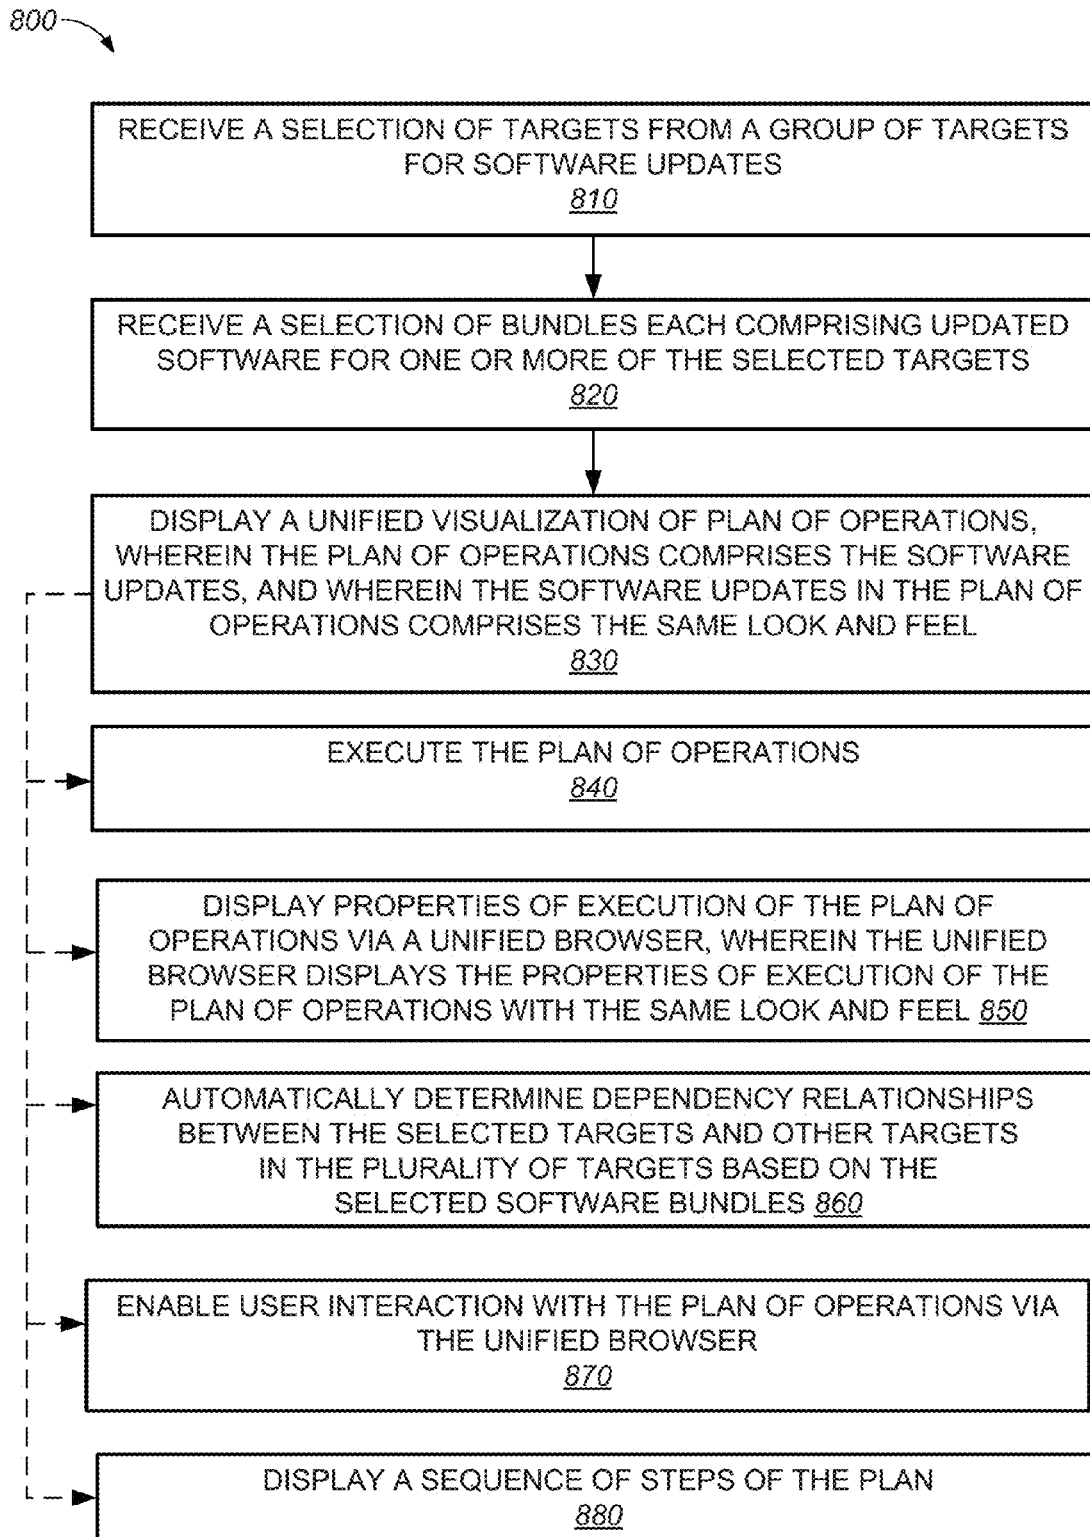 800
RECEIVE A SELECTION OF TARGETS FROM A GROUP OF TARGETS
FOR SOFTWARE UPDATES
810
RECEIVE A SELECTION OF BUNDLES EACH COMPRISING UPDATED
SOFTWARE FOR ONE OR MORE OF THE SELECTED TARGETS
820
DISPLAY A UNIFIED VISUALIZATION OF PLAN OF OPERATIONS,
WHEREIN THE PLAN OF OPERATIONS COMPRISES THE SOFTWARE
UPDATES, AND WHEREIN THE SOFTWARE UPDATES IN THE PLAN OF
OPERATIONS COMPRISES THE SAME LOOK AND FEEL
830
EXECUTE THE PLAN OF OPERATIONS
840
DISPLAY PROPERTIES OF EXECUTION OF THE PLAN OF
OPERATIONS VIA A UNIFIED BROWSER, WHEREIN THE UNIFIED
BROWSER DISPLAYS THE PROPERTIES OF EXECUTION OF THE
PLAN OF OPERATIONS WITH THE SAME LOOK AND FEEL 850
AUTOMATICALLY DETERMINE DEPENDENCY RELATIONSHIPS
BETWEEN THE SELECTED TARGETS AND OTHER TARGETS
IN THE PLURALITY OF TARGETS BASED ON THE
SELECTED SOFTWARE BUNDLES 860
ENABLE USER INTERACTION WITH THE PLAN OF OPERATIONS VIA
THE UNIFIED BROWSER
870
DISPLAY A SEQUENCE OF STEPS OF THE PLAN
880